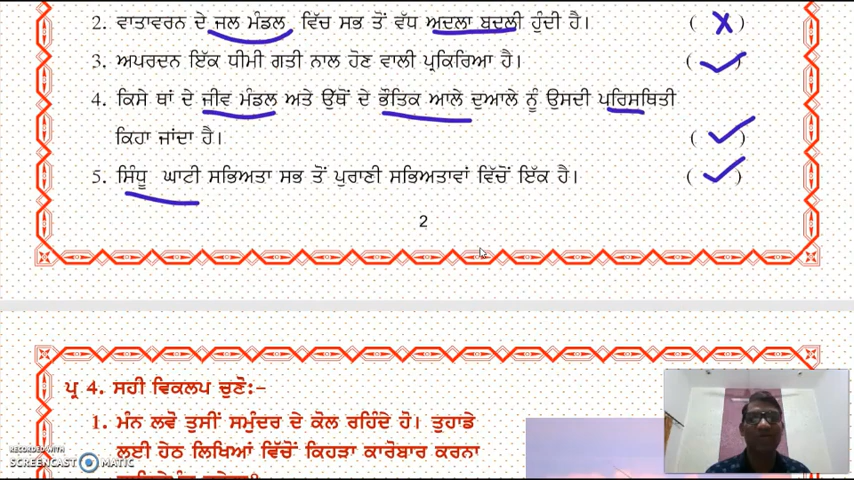 2. ਵਾਤਾਵਰਨ ਦੇ ਜਲ ਮੰਡਲ ਵਿੱਚ ਸਭ ਤੋਂ ਵੱਧ ਅਦਲਾ ਬਦਲੀ ਹੁੰਦੀ ਹੈ। ( X )
3. ਅਪਰਦਨ ਇੱਕ ਧੀਮੀ ਗਤੀ ਨਾਲ ਹੋਣ ਵਾਲੀ ਪ੍ਰਕਿਰਿਆ ਹੈ। ( ✓ )
4. ਕਿਸੇ ਥਾਂ ਦੇ ਜੀਵ ਮੰਡਲ ਅਤੇ ਉੱਥੋਂ ਦੇ ਭੌਤਿਕ ਆਲੇ ਦੁਆਲੇ ਨੂੰ ਉਸਦੀ ਪਰਿਸਥਿਤੀ
ਕਿਹਾ ਜਾਂਦਾ ਹੈ। ( ✓ )
5. ਸਿੰਧੂ ਘਾਟੀ ਸਭਿਅਤਾ ਸਭ ਤੋਂ ਪੁਰਾਣੀ ਸਭਿਅਤਾਵਾਂ ਵਿੱਚੋਂ ਇੱਕ ਹੈ। ( ✓ )
2
ਪ੍ਰ 4. ਸਹੀ ਵਿਕਲਪ ਚੁਣੋ:–
1. ਮੰਨ ਲਵੋ ਤੁਸੀਂ ਸਮੁੰਦਰ ਦੇ ਕੋਲ ਰਹਿੰਦੇ ਹੋ। ਤੁਹਾਡੇ
ਲਈ ਹੇਠ ਲਿਖਿਆਂ ਵਿੱਚੋਂ ਕਿਹੜਾ ਕਾਰੋਬਾਰ ਕਰਨਾ
RECORDED WITH
SCREENCAST MATIC